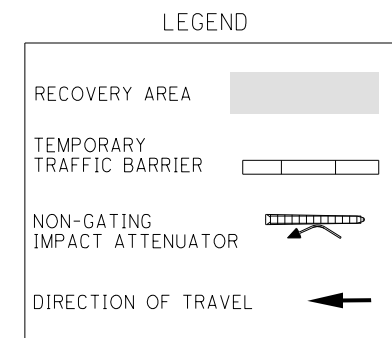 LEGEND
RECOVERY AREA
TEMPORARY
TRAFFIC BARRIER
NON-GATING
IMPACT ATTENUATOR
DIRECTION OF TRAVEL